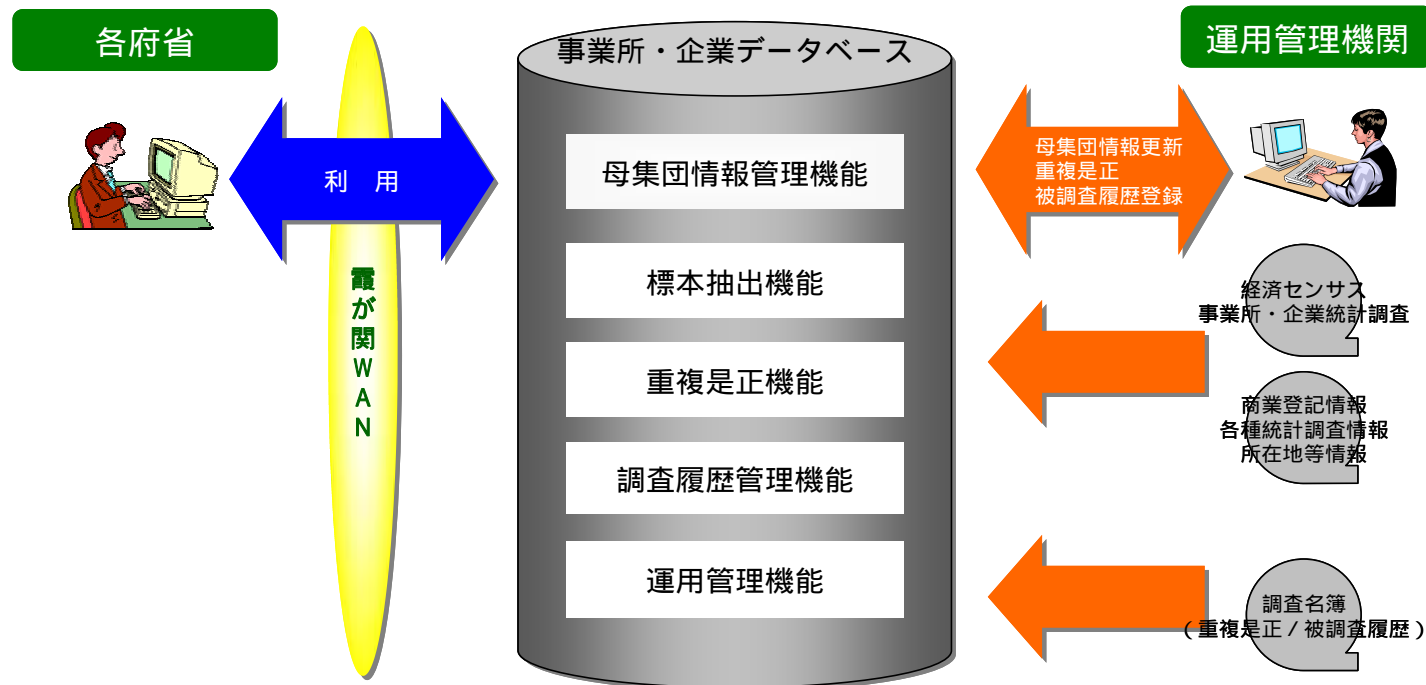 各府省
事業所・企業データベース
運用管理機関
利　用
霞が関WAN
母集団情報管理機能
標本抽出機能
重複是正機能
調査履歴管理機能
運用管理機能
母集団情報更新
重複是正
被調査履歴登録
経済センサス
事業所・企業統計調査
商業登記情報
各種統計調査情報
所在地等情報
調査名簿
（重複是正／被調査履歴）